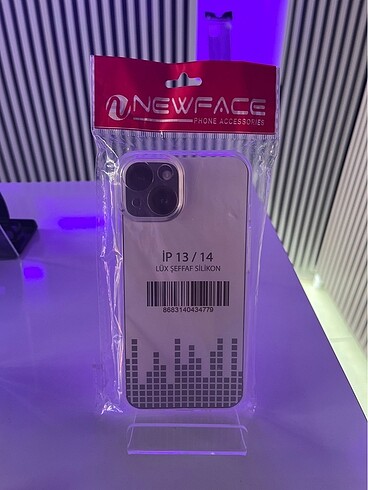 NEWFACE
PHONE ACCESSORIES
İP 13 / 14
LÜX ŞEFFAF SİLİKON
8683140434779